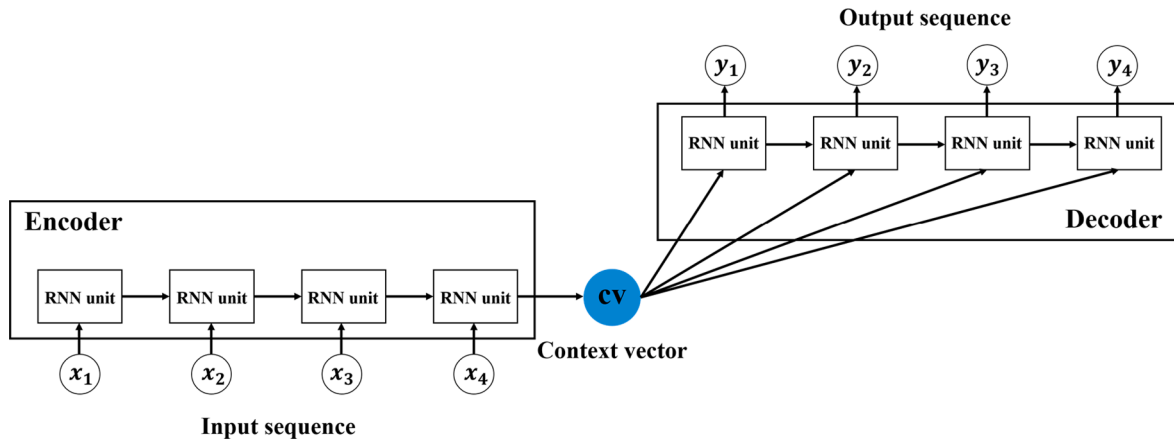 Output sequence
y1 y2 y3 y4
RNN unit RNN unit RNN unit RNN unit
Decoder
Encoder
RNN unit RNN unit RNN unit RNN unit
cv
Context vector
x1 x2 x3 x4
Input sequence